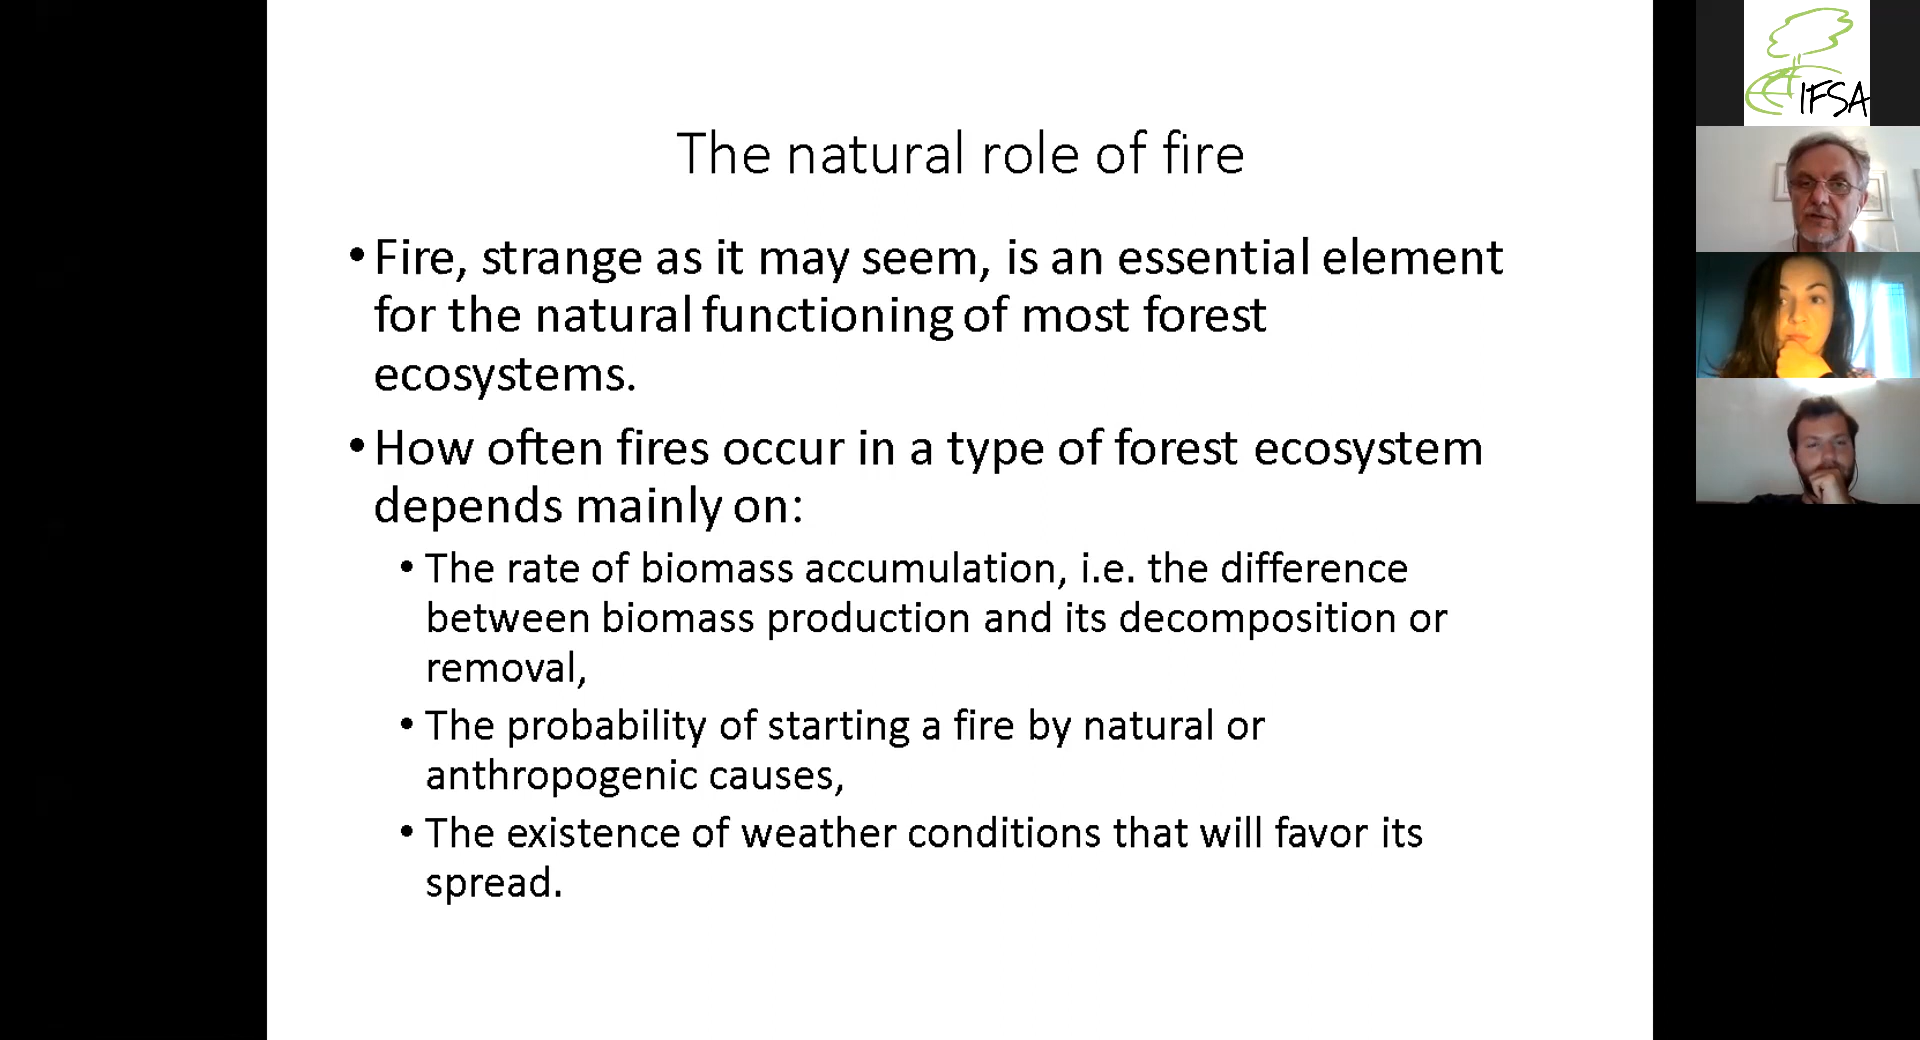 The natural role of fire
•Fire, strange as it may seem, is an essential element
for the natural functioning of most forest
ecosystems.
•How often fires occur in a type of forest ecosystem
depends mainly on:
• The rate of biomass accumulation, i.e. the difference
between biomass production and its decomposition or
removal,
• The probability of starting a fire by natural or
anthropogenic causes,
• The existence of weather conditions that will favor its
spread.
IFSA